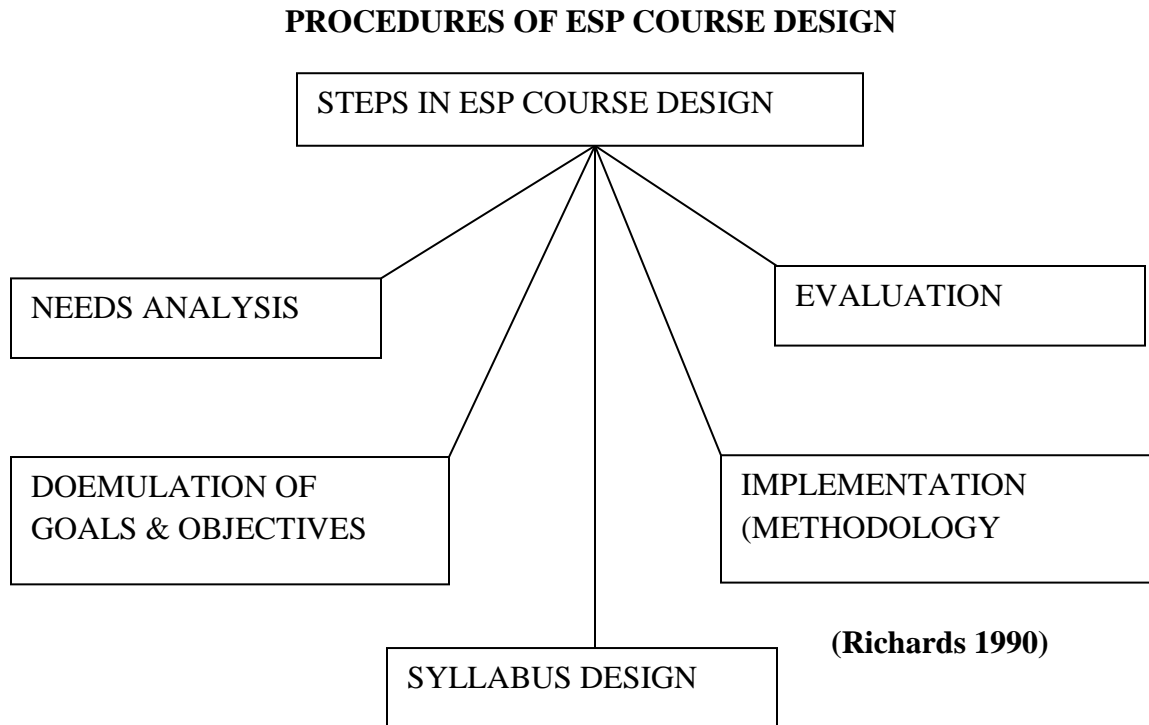 PROCEDURES OF ESP COURSE DESIGN
STEPS IN ESP COURSE DESIGN
NEEDS ANALYSIS
EVALUATION
DOEMULATION OF
GOALS & OBJECTIVES
IMPLEMENTATION
(METHODOLOGY
(Richards 1990)
SYLLABUS DESIGN